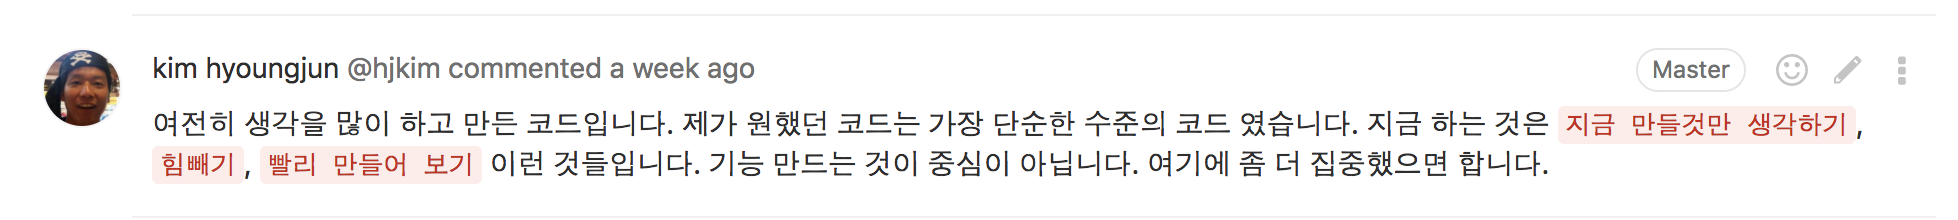 kim hyoungjun @hjkim commented a week ago Master
여전히 생각을 많이 하고 만든 코드입니다. 제가 원했던 코드는 가장 단순한 수준의 코드 였습니다. 지금 하는 것은 지금 만들것만 생각하기,
힘빼기, 빨리 만들어 보기 이런 것들입니다. 기능 만드는 것이 중심이 아닙니다. 여기에 좀 더 집중했으면 합니다.